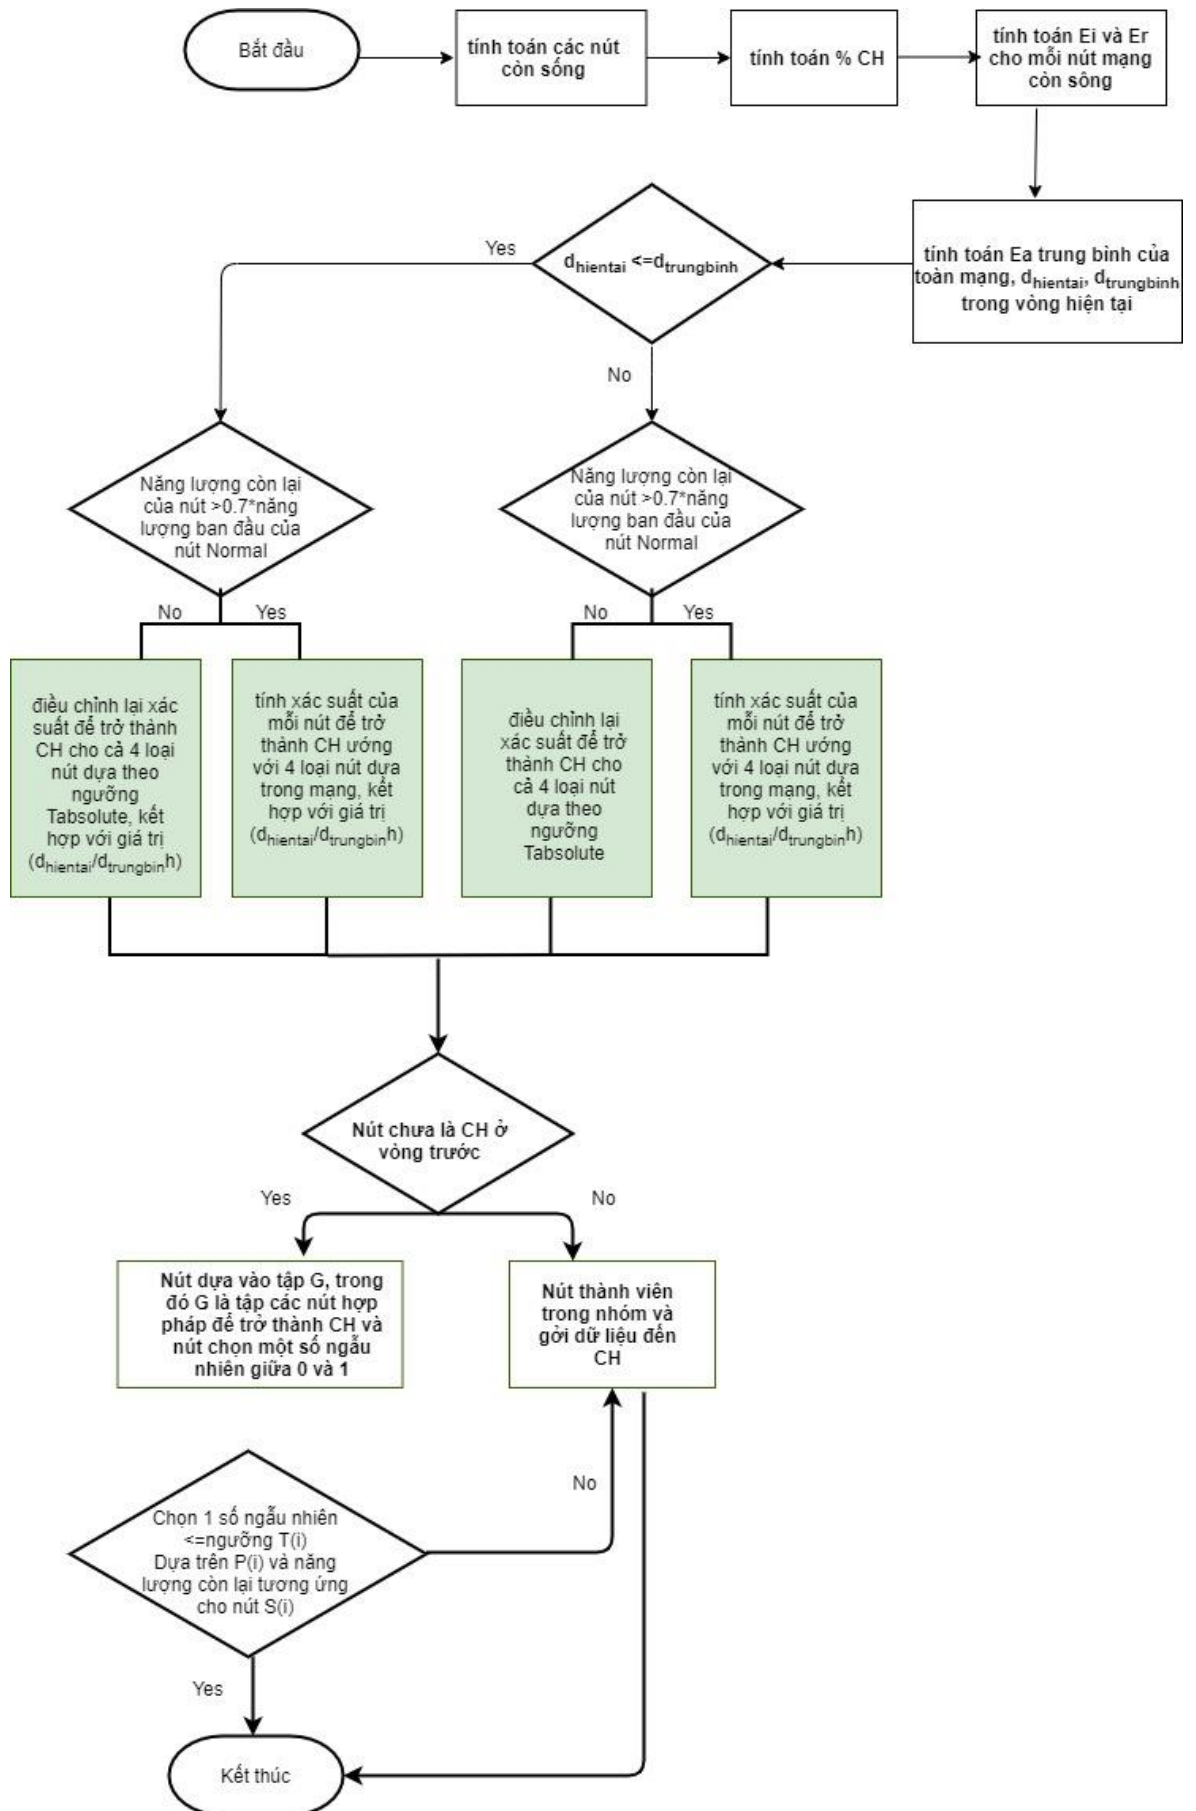 Bắt đầu
tính toán các nút
còn sống
tính toán % CH
tính toán Ei và Er
cho mỗi nút mạng
còn sông
tính toán Ea trung bình của
toàn mạng, dhientai, dtrungbinh
trong vòng hiện tại
dhientai <=dtrungbinh
Yes
No
Năng lượng còn lại
của nút >0.7*năng
lượng ban đầu của
nút Normal
Năng lượng còn lại
của nút >0.7*năng
lượng ban đầu của
nút Normal
No
Yes
No
Yes
điều chỉnh lại xác
suất để trở thành
CH cho cả 4 loại
nút dựa theo
ngưỡng
Tabsolute, kết
hợp với giá trị
(dhientai/dtrungbinh)
tính xác suất của
mỗi nút để trở
thành CH ướng
với 4 loại nút dựa
trong mạng, kết
hợp với giá trị
(dhientai/dtrungbinh)
điều chỉnh lại
xác suất để trở
thành CH cho
cả 4 loại nút
dựa theo
ngưỡng
Tabsolute
tính xác suất của
mỗi nút để trở
thành CH ướng
với 4 loại nút dựa
trong mạng, kết
hợp với giá trị
(dhientai/dtrungbinh)
Nút chưa là CH ở
vòng trước
Yes
No
Nút dựa vào tập G, trong
đó G là tập các nút hợp
pháp để trở thành CH và
nút chọn một số ngẫu
nhiên giữa 0 và 1
Nút thành viên
trong nhóm và
gởi dữ liệu đến
CH
Chọn 1 số ngẫu nhiên
<=ngưỡng T(i)
Dựa trên P(i) và năng
lượng còn lại tương ứng
cho nút S(i)
No
Yes
Kết thúc